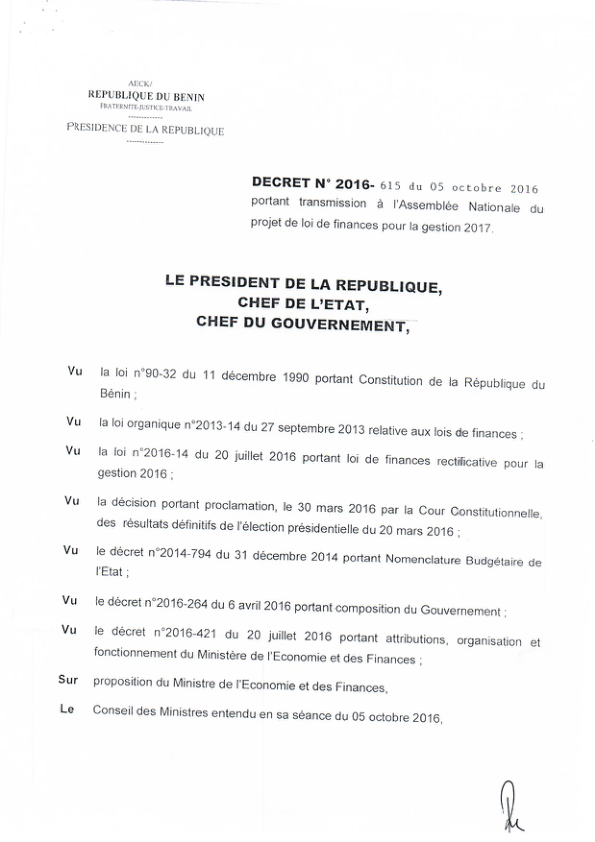 AECK/
REPUBLIQUE DU BENIN
FRATERNITE-JUSTICE-TRAVAIL
-------------
PRESIDENCE DE LA REPUBLIQUE
-------------
DECRET N° 2016- 615 du 05 octobre 2016
portant transmission à l'Assemblée Nationale du
projet de loi de finances pour la gestion 2017.
LE PRESIDENT DE LA REPUBLIQUE,
CHEF DE L'ETAT,
CHEF DU GOUVERNEMENT,
Vu la loi n°90-32 du 11 décembre 1990 portant Constitution de la République du
Bénin ;
Vu la loi organique n°2013-14 du 27 septembre 2013 relative aux lois de finances ;
Vu la loi n°2016-14 du 20 juillet 2016 portant loi de finances rectificative pour la
gestion 2016 ;
Vu la décision portant proclamation, le 30 mars 2016 par la Cour Constitutionnelle,
des résultats définitifs de l'élection présidentielle du 20 mars 2016 ;
Vu le décret n°2014-794 du 31 décembre 2014 portant Nomenclature Budgétaire de
l'Etat ;
Vu le décret n°2016-264 du 6 avril 2016 portant composition du Gouvernement ;
Vu le décret n°2016-421 du 20 juillet 2016 portant attributions, organisation et
fonctionnement du Ministère de l'Economie et des Finances ;
Sur proposition du Ministre de l'Economie et des Finances,
Le Conseil des Ministres entendu en sa séance du 05 octobre 2016,